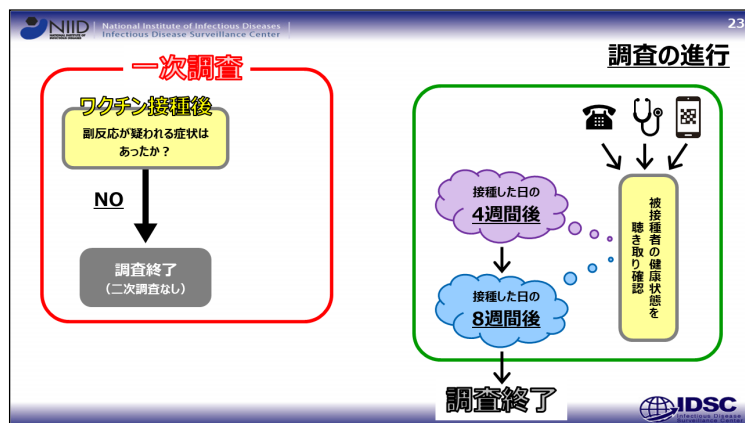 NIID
National Institute of Infectious Diseases
Infectious Disease Surveillance Center
NATIONAL INSTITUTE OF
INFECTIOUS DISEASES
23
調査の進行
一次調査
ワクチン接種後
副反応が疑われる症状は
あったか？
NO
調査終了
（二次調査なし）
接種した日の
4週間後
接種した日の
8週間後
被接種者の健康状態を
聴き取り確認
調査終了
IDSC
Infectious Disease
Surveillance Center